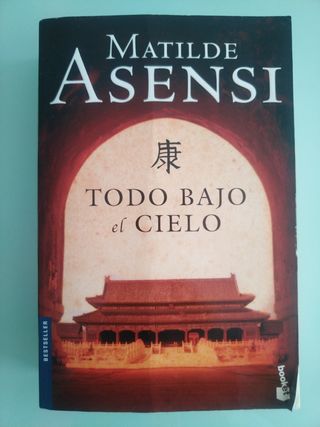 MATILDE
ASENSI
康
TODO BAJO
el CIELO
BESTSELLER
booket